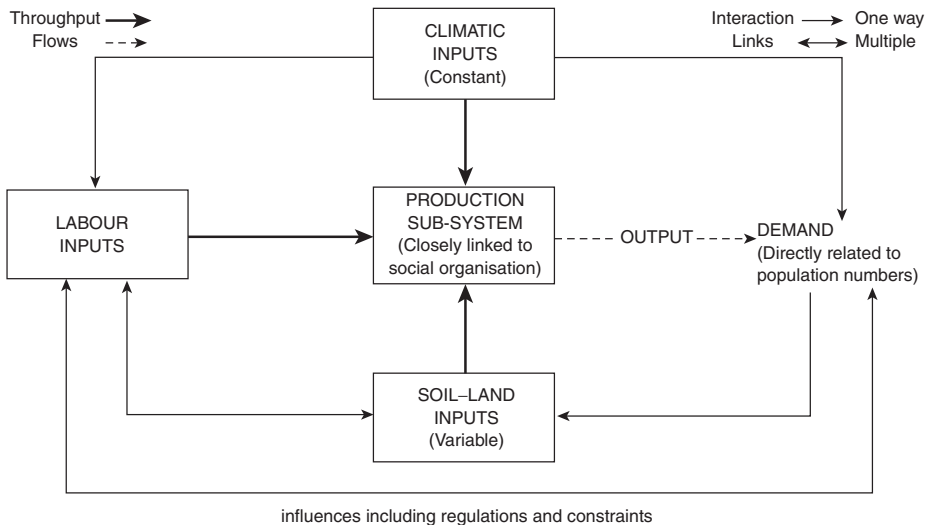 Throughput
Flows
Interaction
Links
One way
Multiple
CLIMATIC
INPUTS
(Constant)
LABOUR
INPUTS
PRODUCTION
SUB-SYSTEM
(Closely linked to
social organisation)
OUTPUT
DEMAND
(Directly related to
population numbers)
SOIL–LAND
INPUTS
(Variable)
influences including regulations and constraints